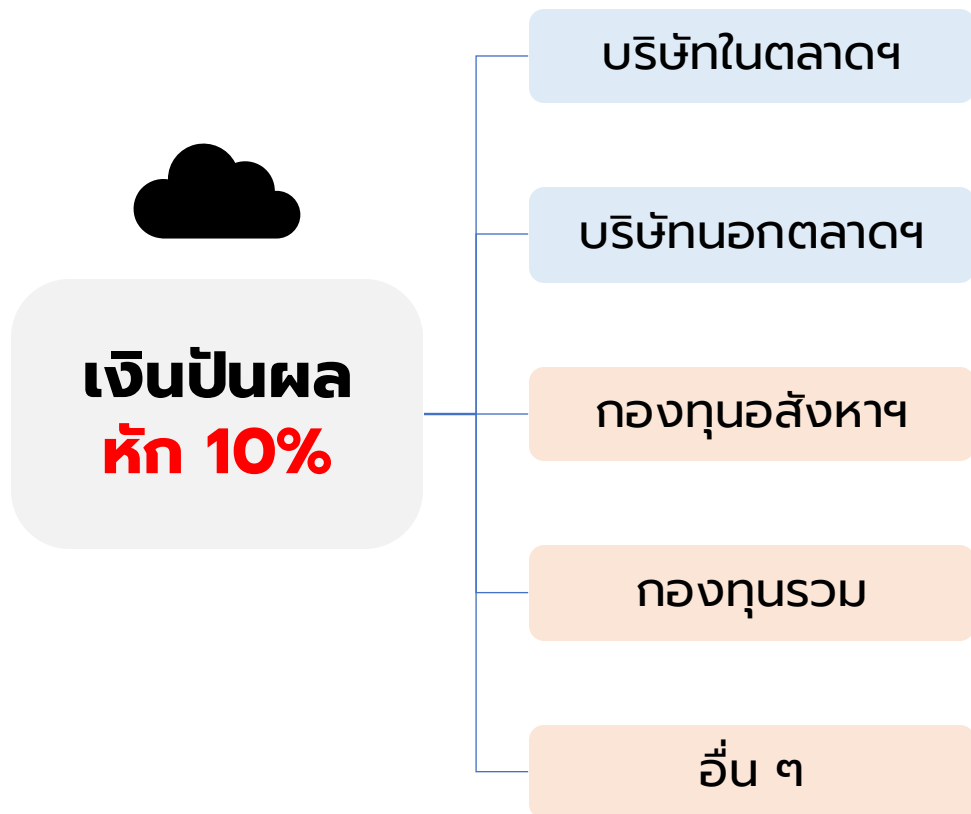 บริษัทในตลาดฯ
บริษัทนอกตลาดฯ
เงินปันผล
หัก 10%
กองทุนอสังหาฯ
กองทุนรวม
อื่น ๆ